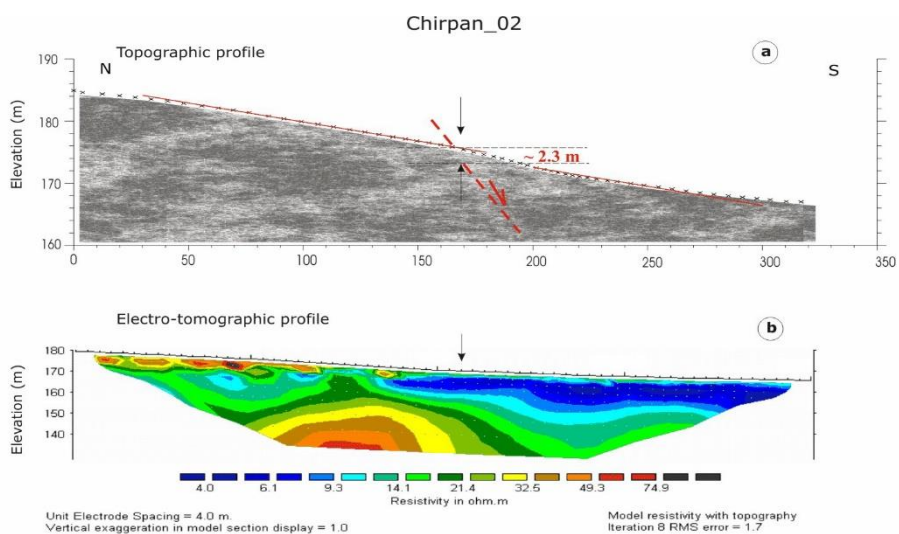 Chirpan_02
Topographic profile
a
N
S
Elevation (m)
190
180
170
160
~ 2.3 m
0
50
100
150
200
250
300
350
Electro-tomographic profile
b
Elevation (m)
180
170
160
150
140
4.0 6.1 9.3 14.1 21.4 32.5 49.3 74.9
Resistivity in ohm.m
Unit Electrode Spacing = 4.0 m.
Vertical exaggeration in model section display = 1.0
Model resistivity with topography
Iteration 8 RMS error = 1.7